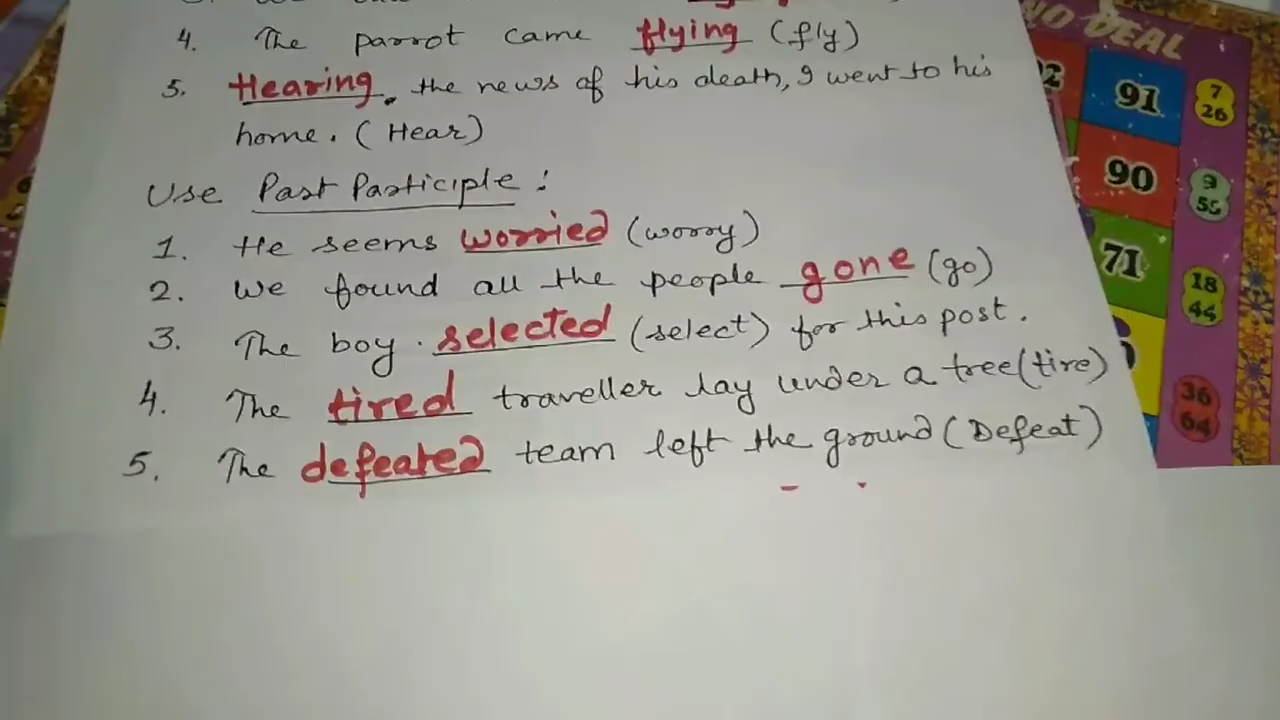 4. The parrot came flying (fly)
5. Hearing, the news of his death, I went to his
home. (Hear)
Use Past Participle :
1. He seems worried (worry)
2. We found all the people gone (go)
3. The boy selected (select) for this post.
4. The tired traveller lay under a tree (tire)
5. The defeated team left the ground (Defeat)
NO DEAL
92
91
7
26
90
9
71
18
44
36
64